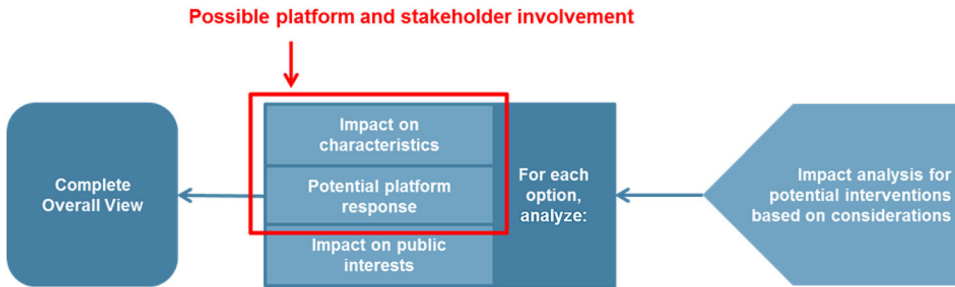 Possible platform and stakeholder involvement
Complete
Overall View
Impact on
characteristics
Potential platform
response
Impact on public
interests
For each
option,
analyze:
Impact analysis for
potential interventions
based on considerations